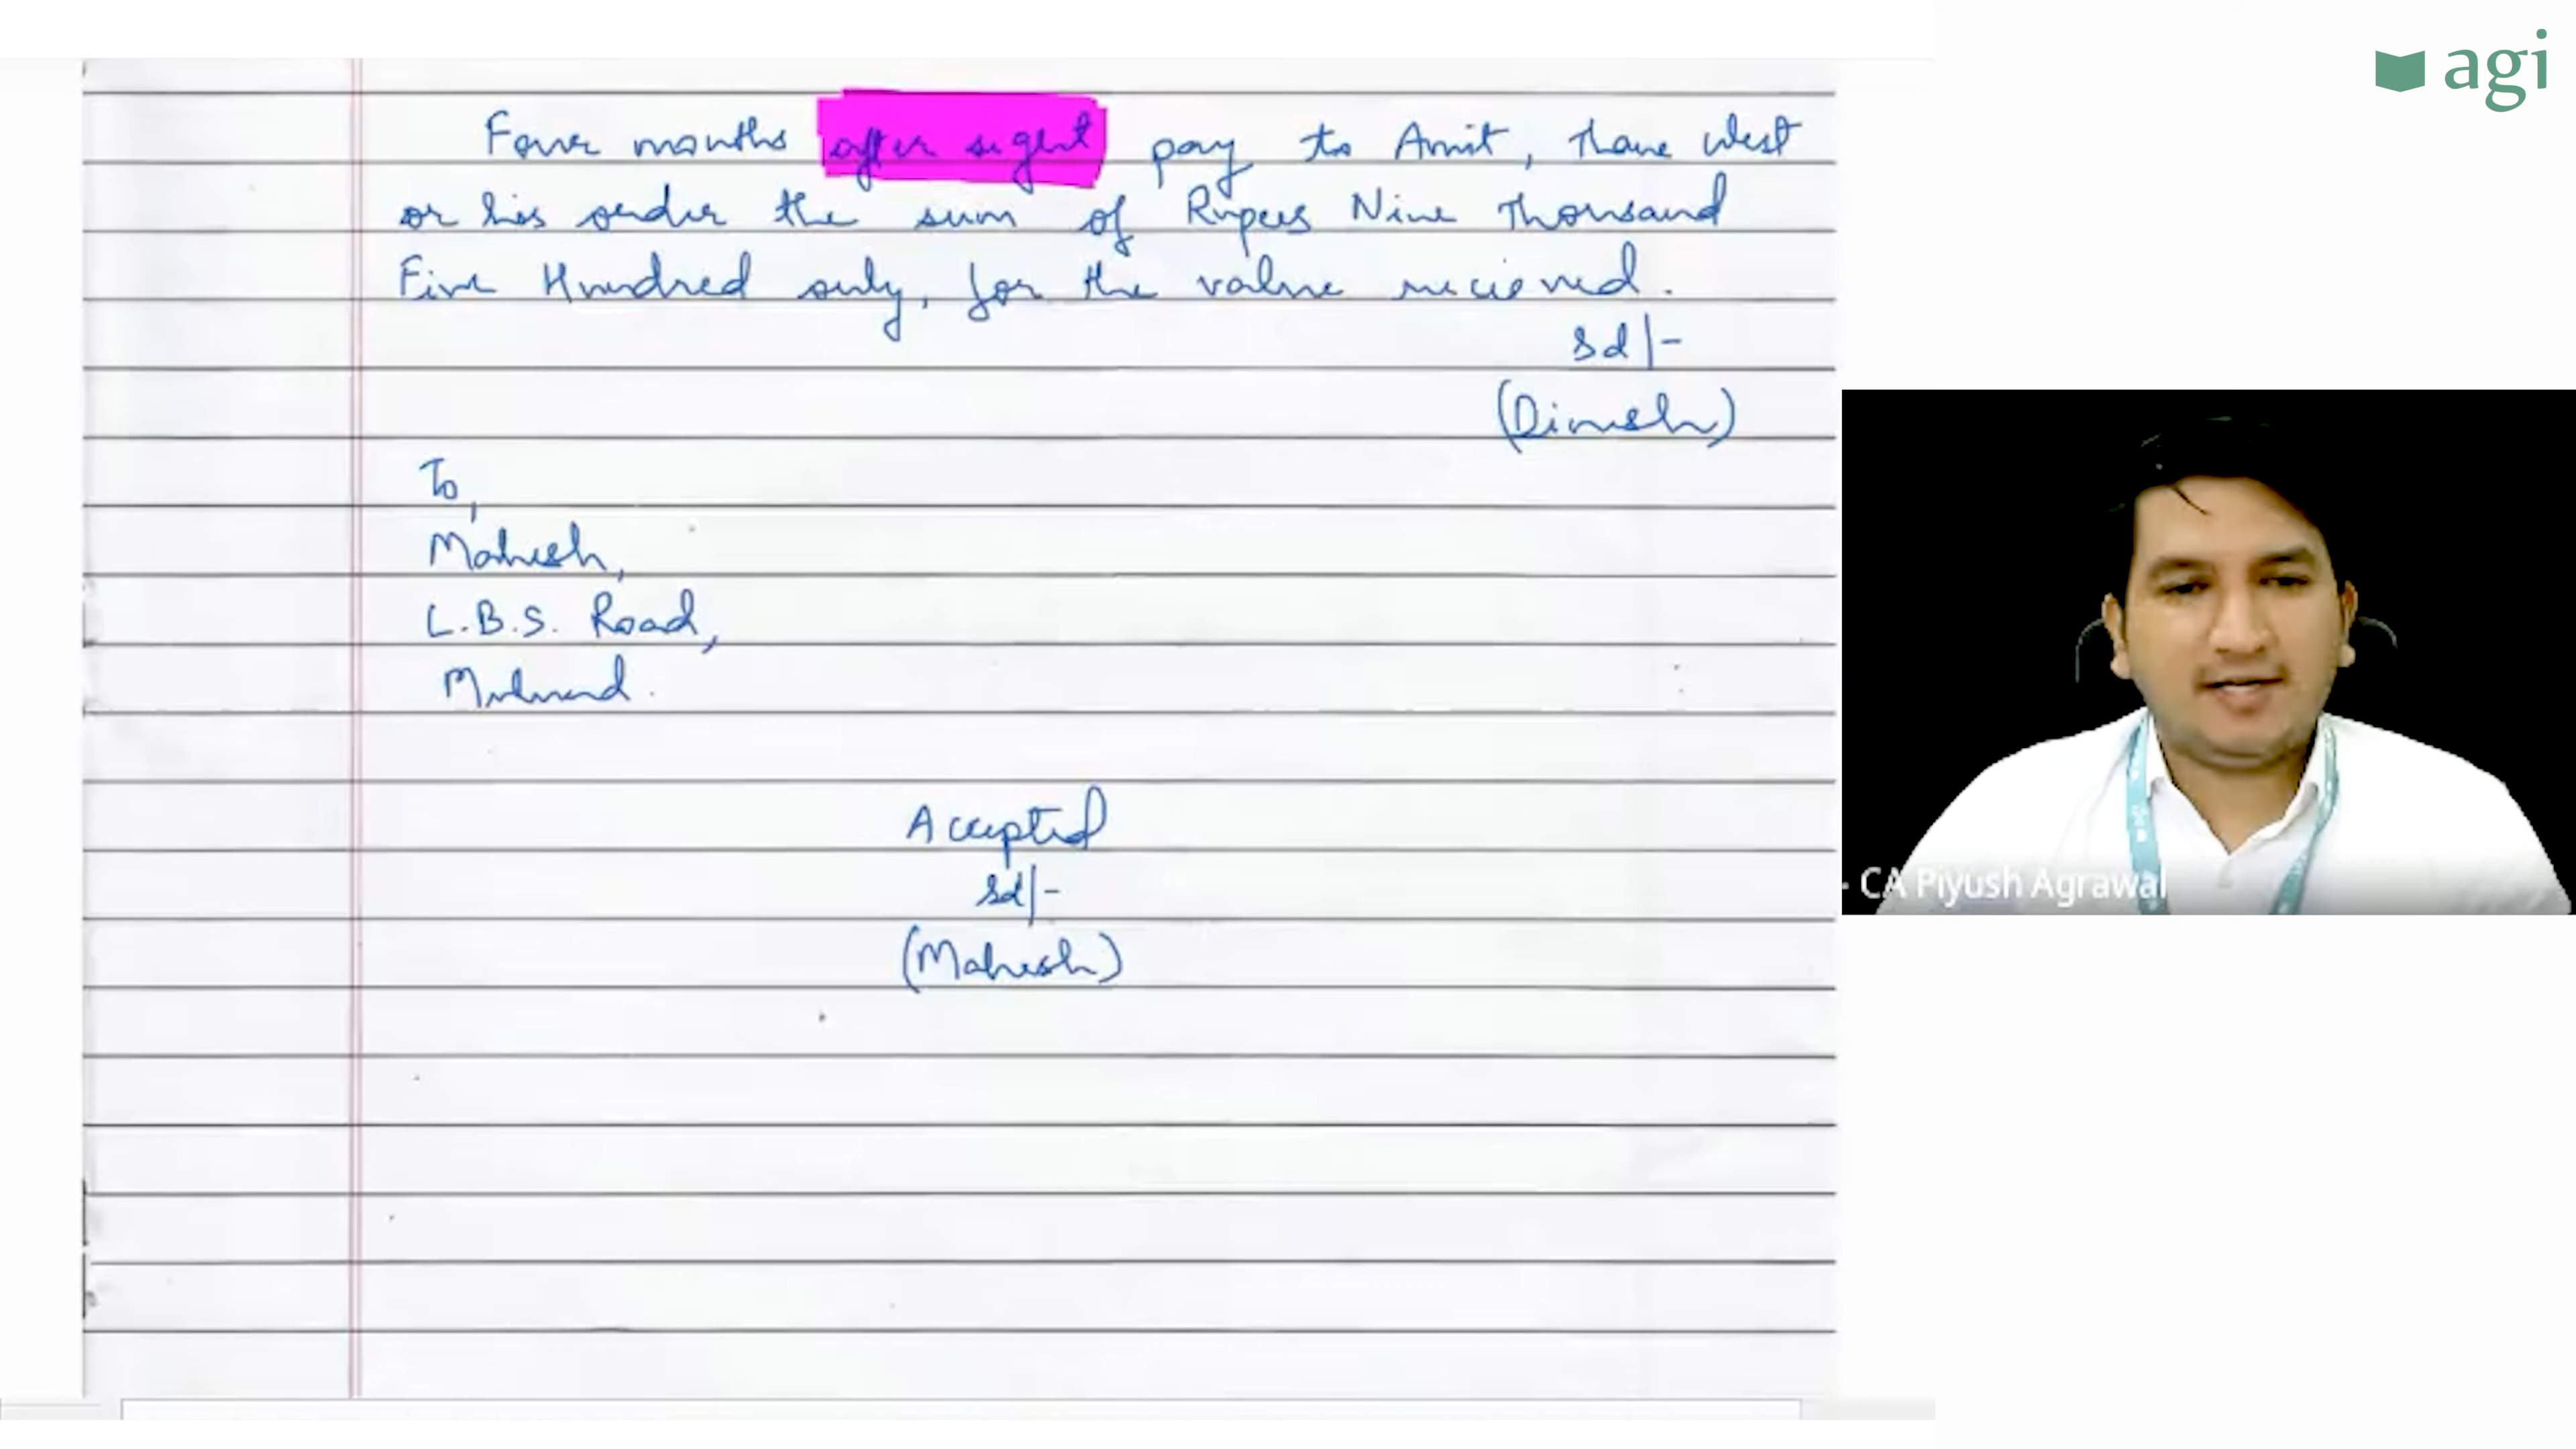 agi
Four months after sight pay to Amit, Thane West
or his order the sum of Rupees Nine Thousand
Five Hundred only, for the value recieved.
sd/-
(Dinesh)
To,
Mahesh,
L.B.S. Road,
Mulund.
Accepted
sd/-
(Mahesh)
- CA Piyush Agrawal